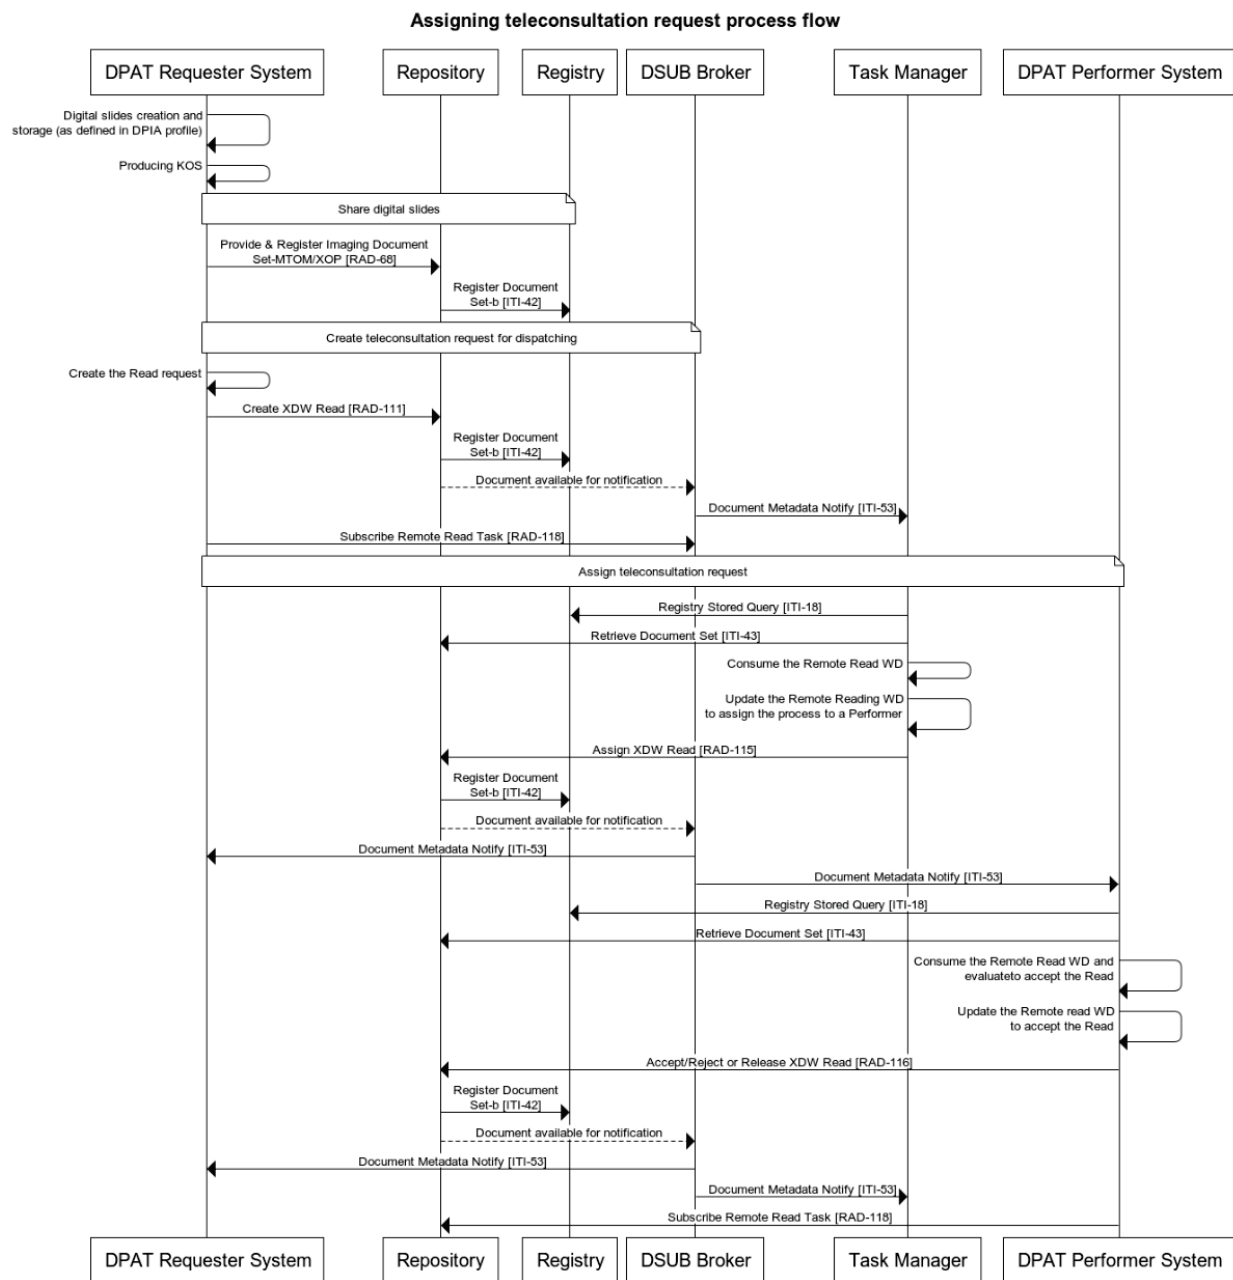 Assigning teleconsultation request process flow
DPAT Requester System
Repository
Registry
DSUB Broker
Task Manager
DPAT Performer System
Digital slides creation and
storage (as defined in DPIA profile)
Producing KOS
Share digital slides
Provide & Register Imaging Document
Set-MTOM/XOP [RAD-68]
Register Document
Set-b [ITI-42]
Create teleconsultation request for dispatching
Create the Read request
Create XDW Read [RAD-111]
Register Document
Set-b [ITI-42]
Document available for notification
Document Metadata Notify [ITI-53]
Subscribe Remote Read Task [RAD-118]
Assign teleconsultation request
Registry Stored Query [ITI-18]
Retrieve Document Set [ITI-43]
Consume the Remote Read WD
Update the Remote Reading WD
to assign the process to a Performer
Assign XDW Read [RAD-115]
Register Document
Set-b [ITI-42]
Document available for notification
Document Metadata Notify [ITI-53]
Document Metadata Notify [ITI-53]
Registry Stored Query [ITI-18]
Retrieve Document Set [ITI-43]
Consume the Remote Read WD and
evaluateto accept the Read
Update the Remote read WD
to accept the Read
Accept/Reject or Release XDW Read [RAD-116]
Register Document
Set-b [ITI-42]
Document available for notification
Document Metadata Notify [ITI-53]
Document Metadata Notify [ITI-53]
Subscribe Remote Read Task [RAD-118]
DPAT Requester System
Repository
Registry
DSUB Broker
Task Manager
DPAT Performer System